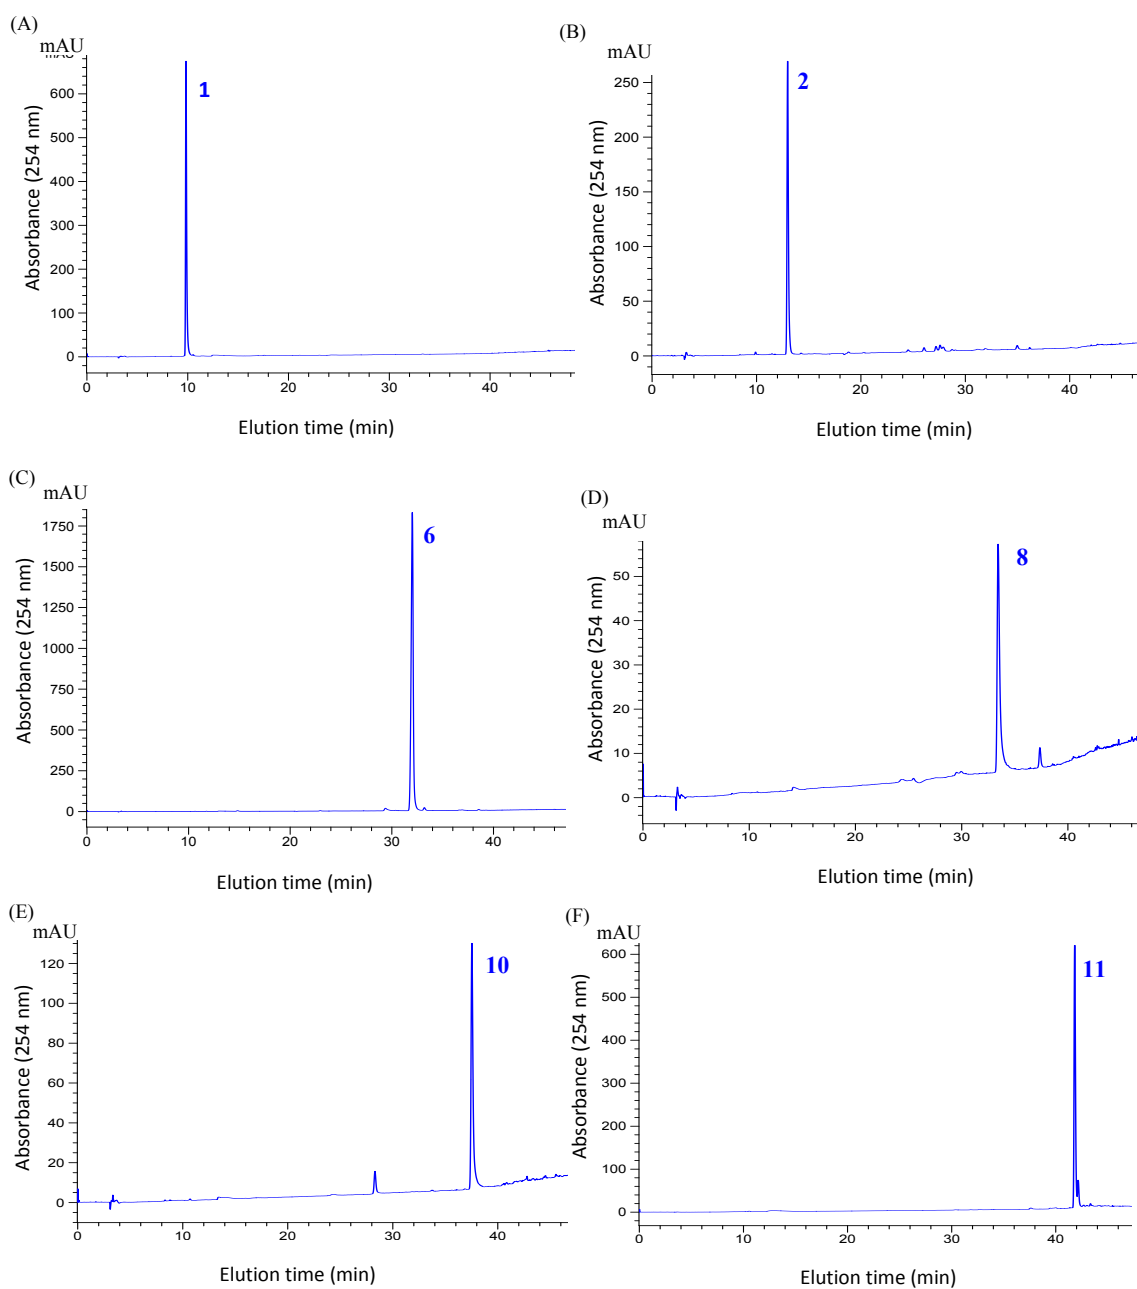 (A)
mAU
Absorbance (254 nm)
600
500
400
300
200
100
0
1
0 10 20 30 40
Elution time (min)
(B)
mAU
Absorbance (254 nm)
250
200
150
100
50
0
2
0 10 20 30 40
Elution time (min)
(C)
mAU
Absorbance (254 nm)
1750
1500
1250
1000
750
500
250
0
6
0 10 20 30 40
Elution time (min)
(D)
mAU
Absorbance (254 nm)
50
40
30
20
10
0
8
0 10 20 30 40
Elution time (min)
(E)
mAU
Absorbance (254 nm)
120
100
80
60
40
20
0
10
0 10 20 30 40
Elution time (min)
(F)
mAU
Absorbance (254 nm)
600
500
400
300
200
100
0
11
0 10 20 30 40
Elution time (min)